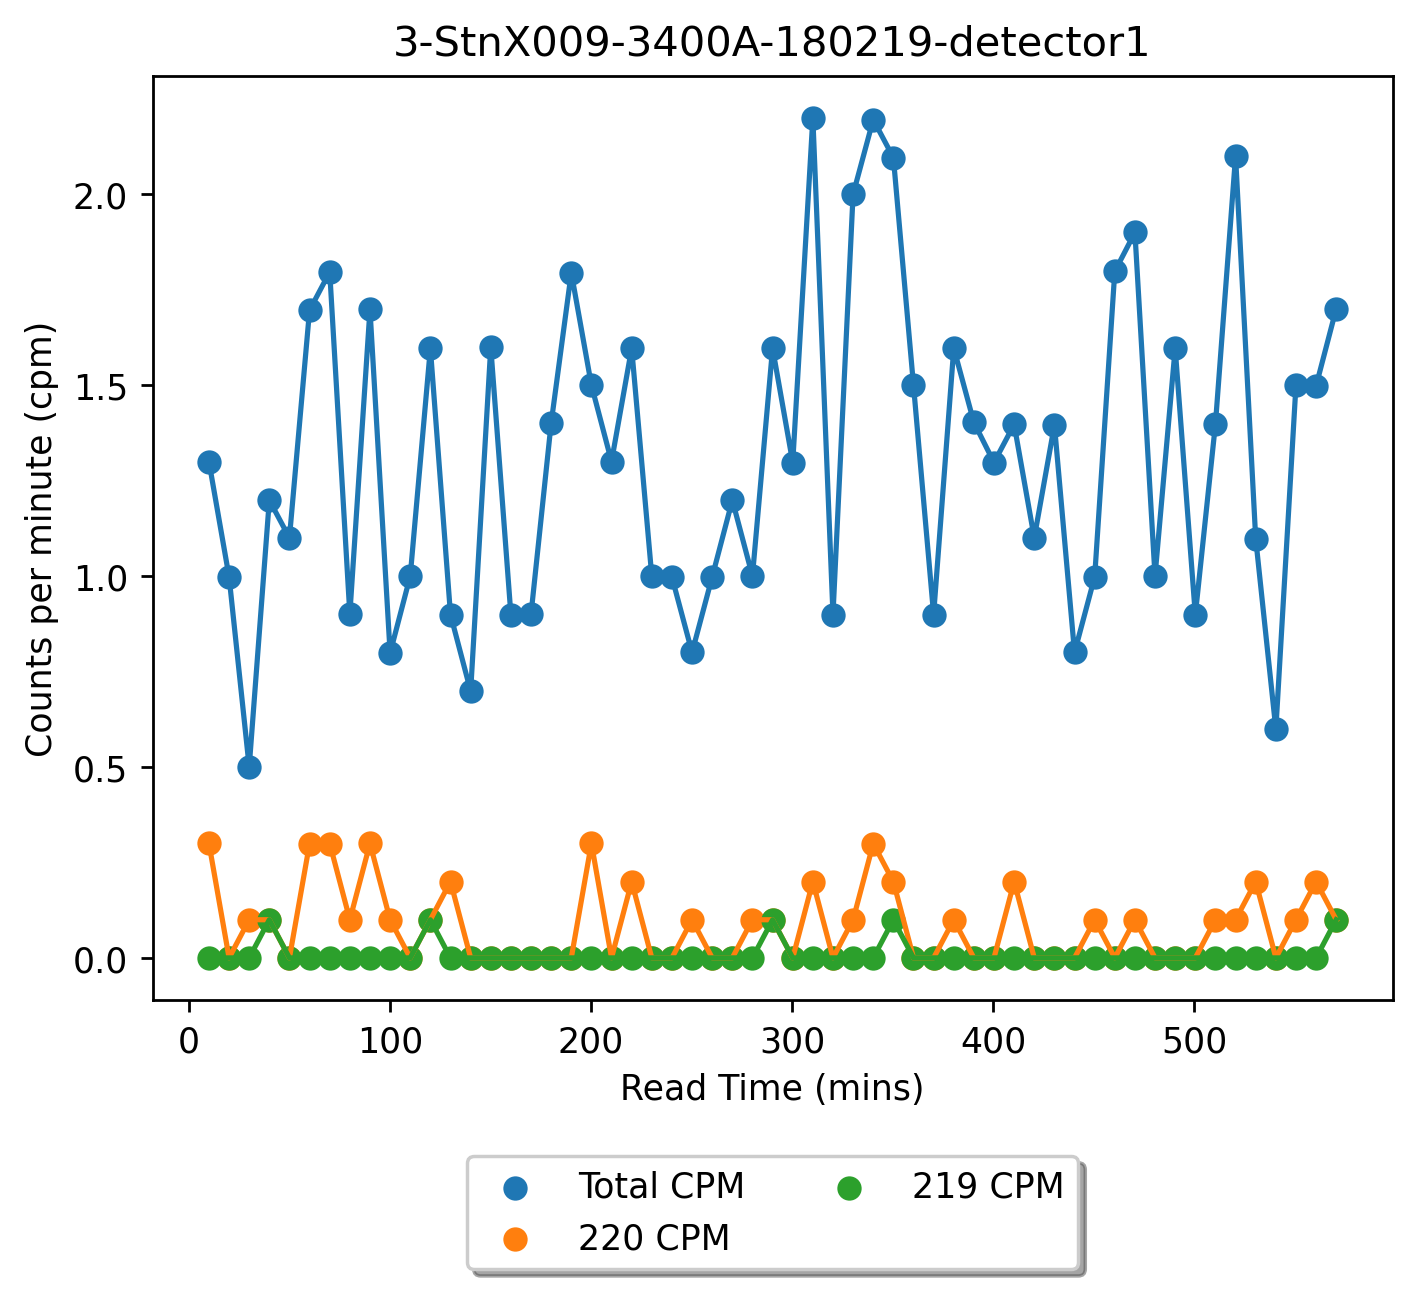 3-StnX009-3400A-180219-detector1
Counts per minute (cpm)
2.0
1.5
1.0
0.5
0.0
0 100 200 300 400 500
Read Time (mins)
Total CPM 219 CPM
220 CPM